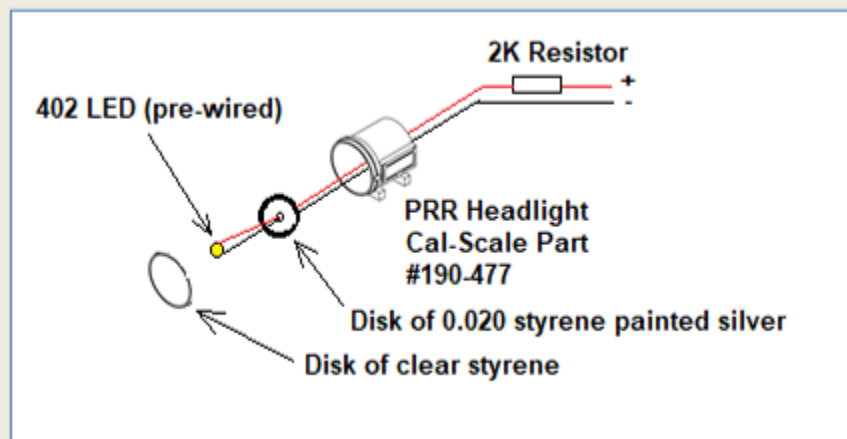 2K Resistor
+
-
402 LED (pre-wired)
PRR Headlight
Cal-Scale Part
#190-477
Disk of 0.020 styrene painted silver
Disk of clear styrene